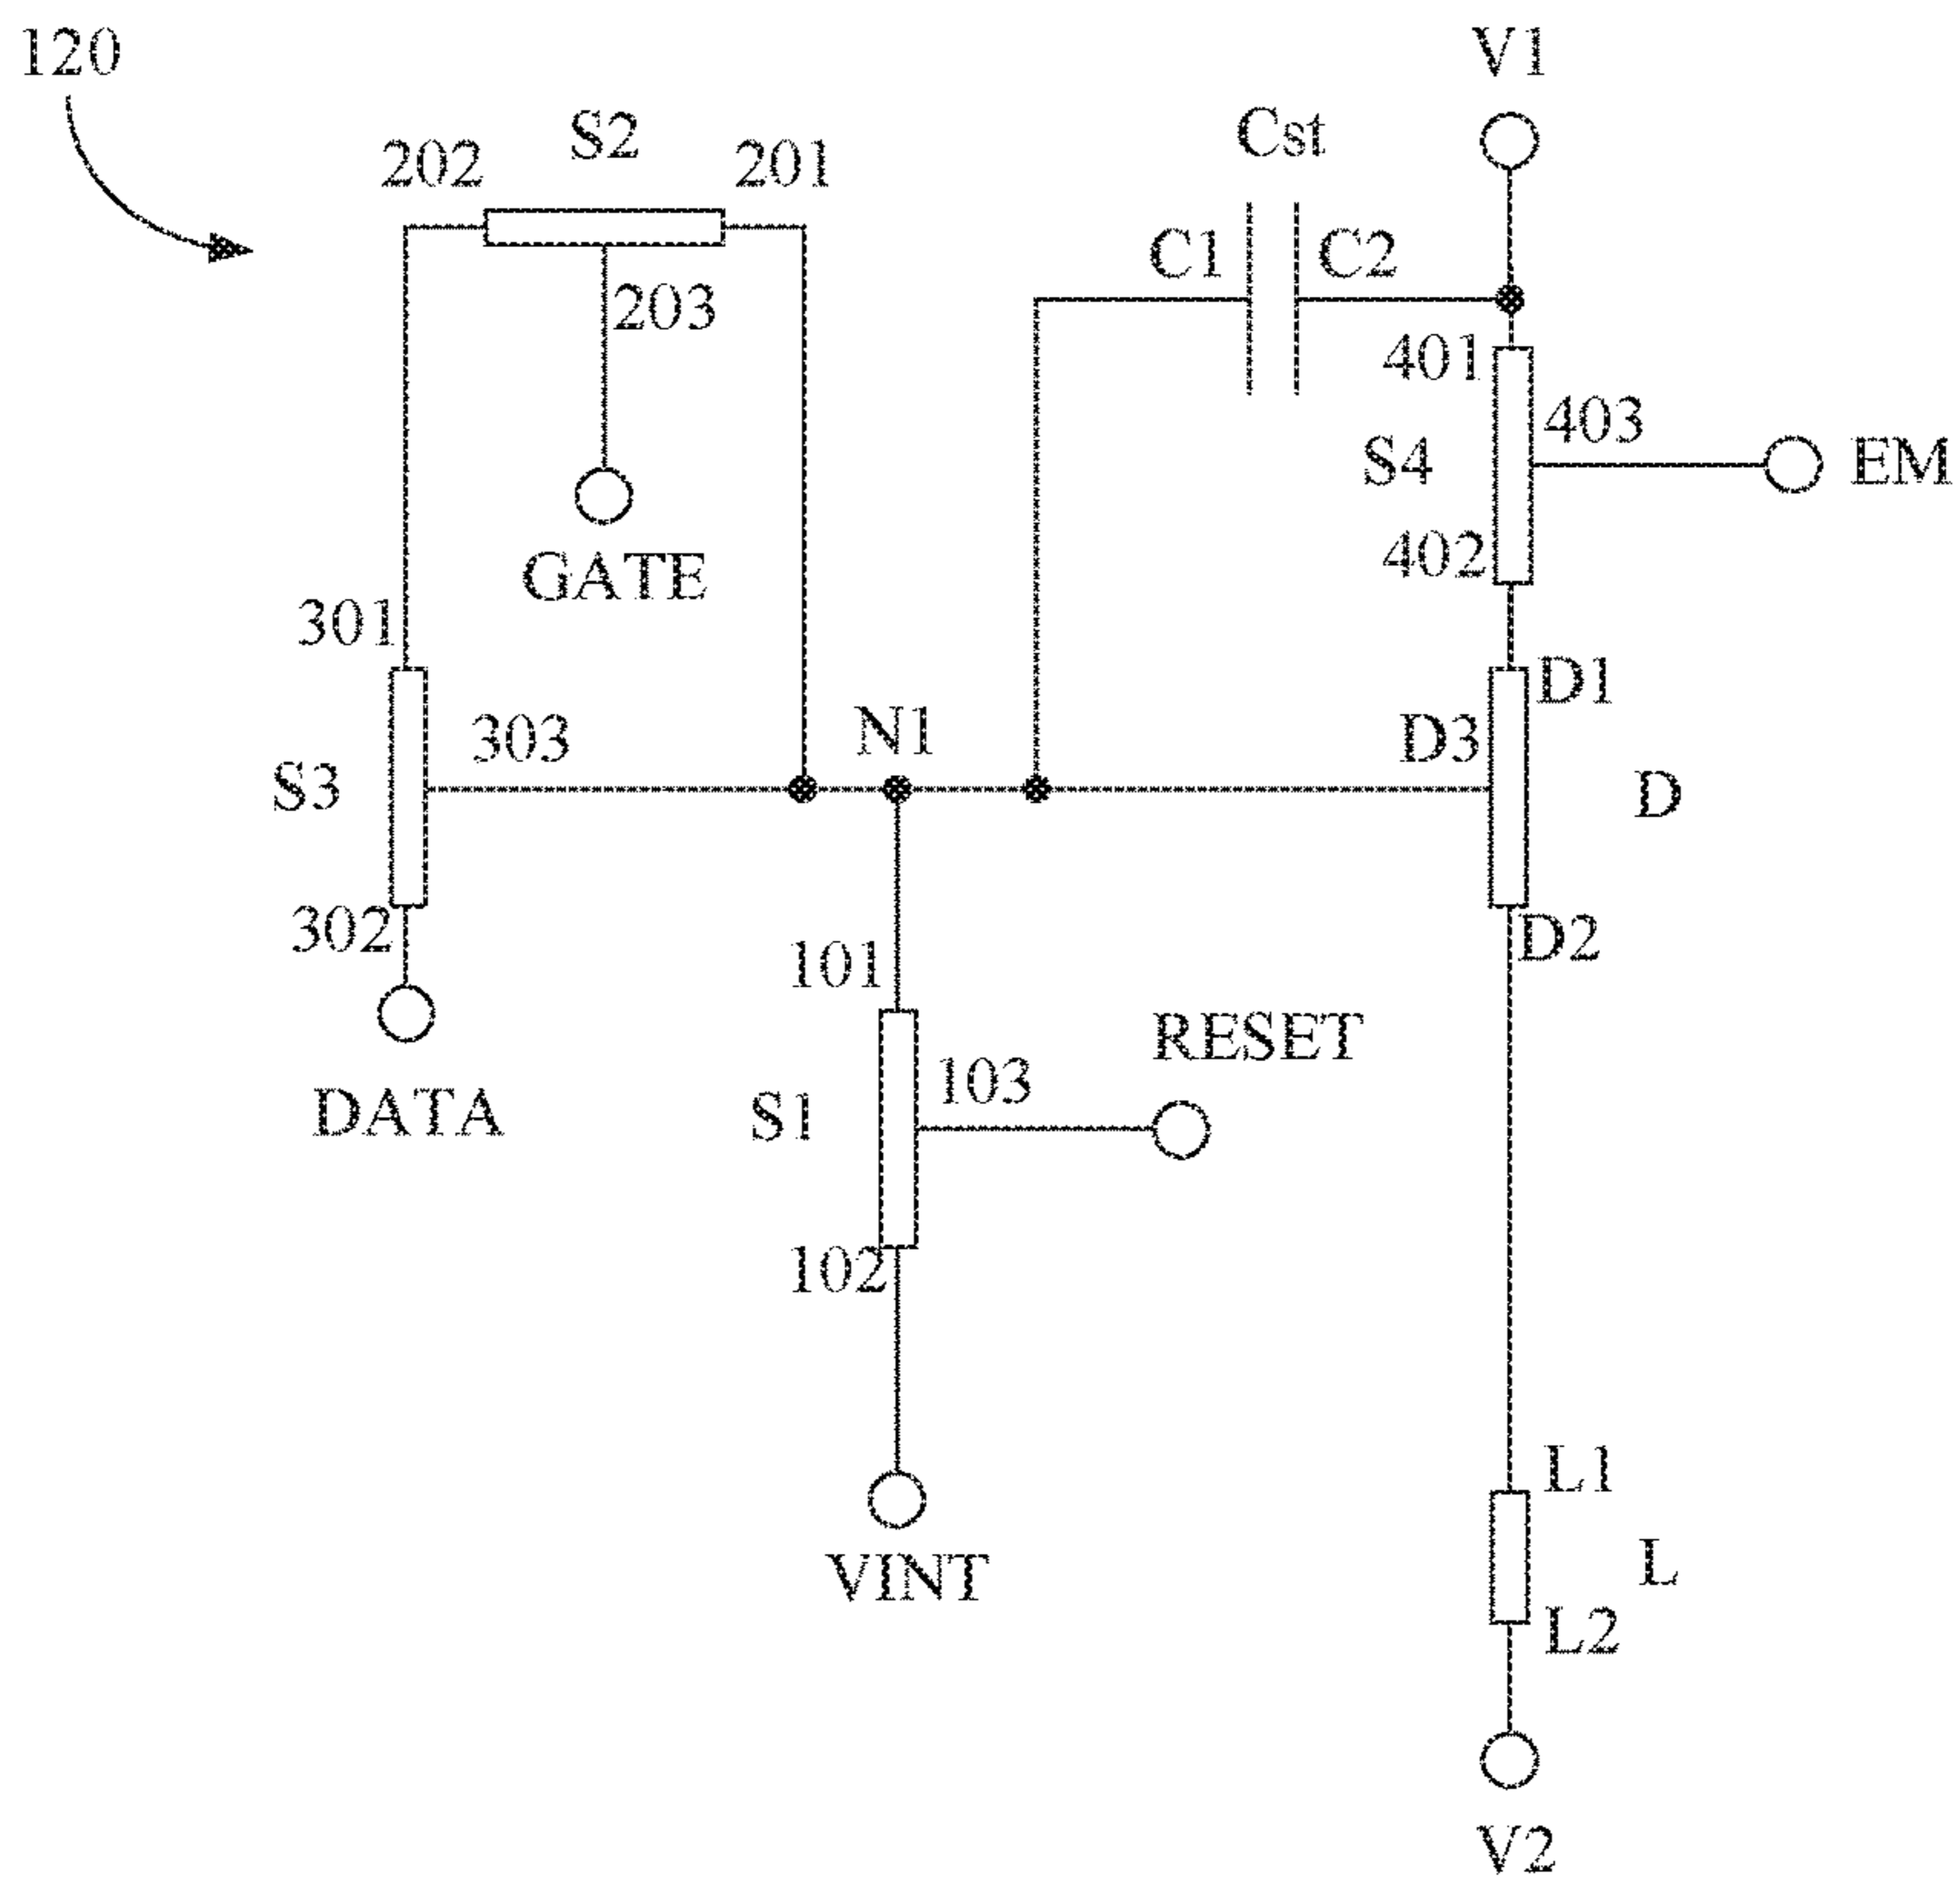 120
V1
S2
Cst
202
201
C1
C2
203
401
403
S4
EM
402
GATE
301
D1
N1
D3
303
S3
D
302
D2
101
RESET
103
DATA
S1
102
L1
VINT
L
L2
V2